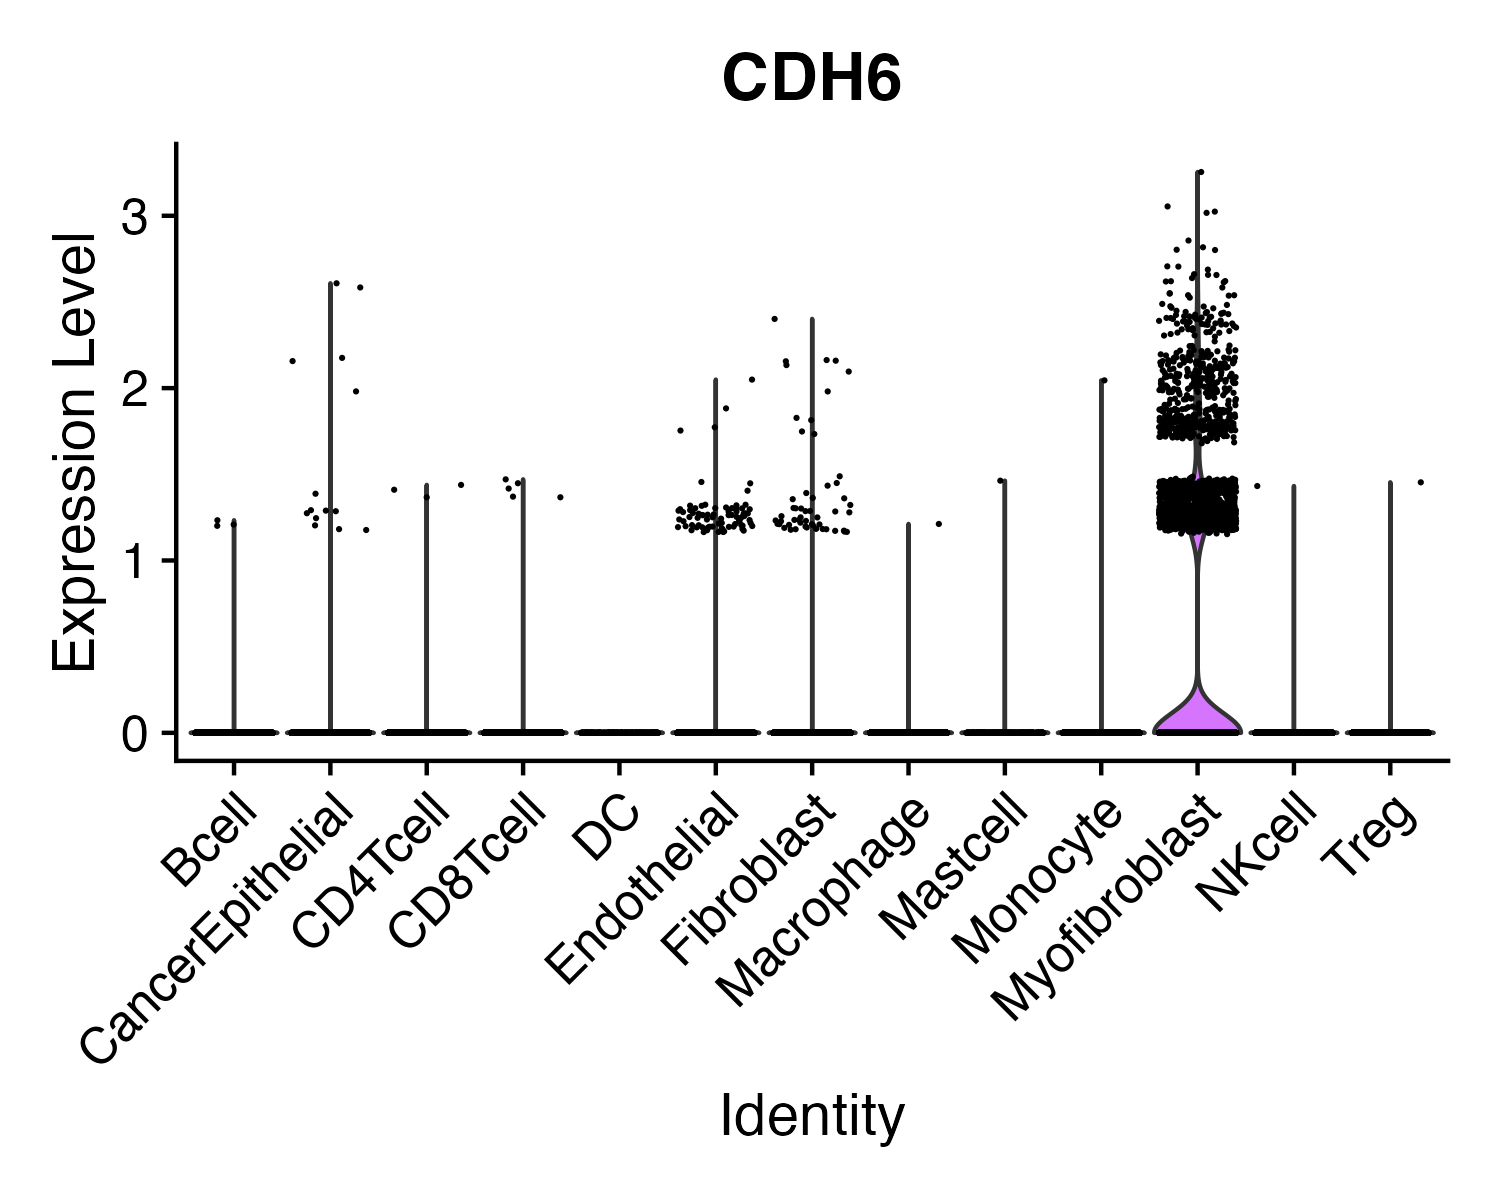 CDH6
Expression Level
3
2
1
0
Bcell
CancerEpithelial
CD4Tcell
CD8Tcell
DC
Endothelial
Fibroblast
Macrophage
Mastcell
Monocyte
Myofibroblast
NKcell
Treg
Identity